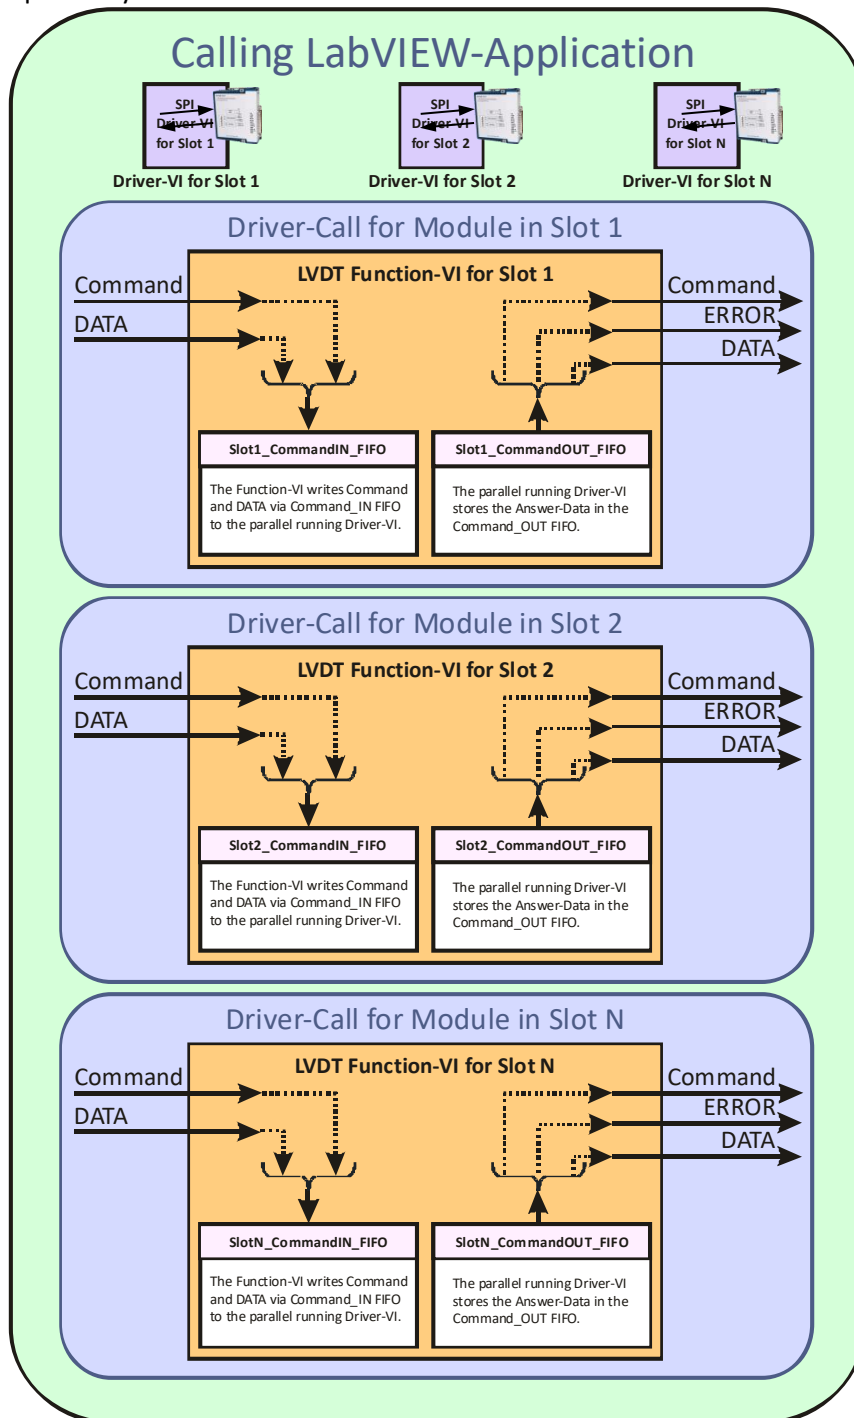 Calling LabVIEW-Application
SPI
Driver-VI
for Slot 1
SPI
Driver-VI
for Slot 2
SPI
Driver-VI
for Slot N
Driver-VI for Slot 1
Driver-VI for Slot 2
Driver-VI for Slot N
Driver-Call for Module in Slot 1
LVDT Function-VI for Slot 1
Command
DATA
Command
ERROR
DATA
Slot1_CommandIN_FIFO
The Function-VI writes Command
and DATA via Command_IN FIFO
to the parallel running Driver-VI.
Slot1_CommandOUT_FIFO
The parallel running Driver-VI
stores the Answer-Data in the
Command_OUT FIFO.
Driver-Call for Module in Slot 2
LVDT Function-VI for Slot 2
Command
DATA
Command
ERROR
DATA
Slot2_CommandIN_FIFO
The Function-VI writes Command
and DATA via Command_IN FIFO
to the parallel running Driver-VI.
Slot2_CommandOUT_FIFO
The parallel running Driver-VI
stores the Answer-Data in the
Command_OUT FIFO.
Driver-Call for Module in Slot N
LVDT Function-VI for Slot N
Command
DATA
Command
ERROR
DATA
SlotN_CommandIN_FIFO
The Function-VI writes Command
and DATA via Command_IN FIFO
to the parallel running Driver-VI.
SlotN_CommandOUT_FIFO
The parallel running Driver-VI
stores the Answer-Data in the
Command_OUT FIFO.